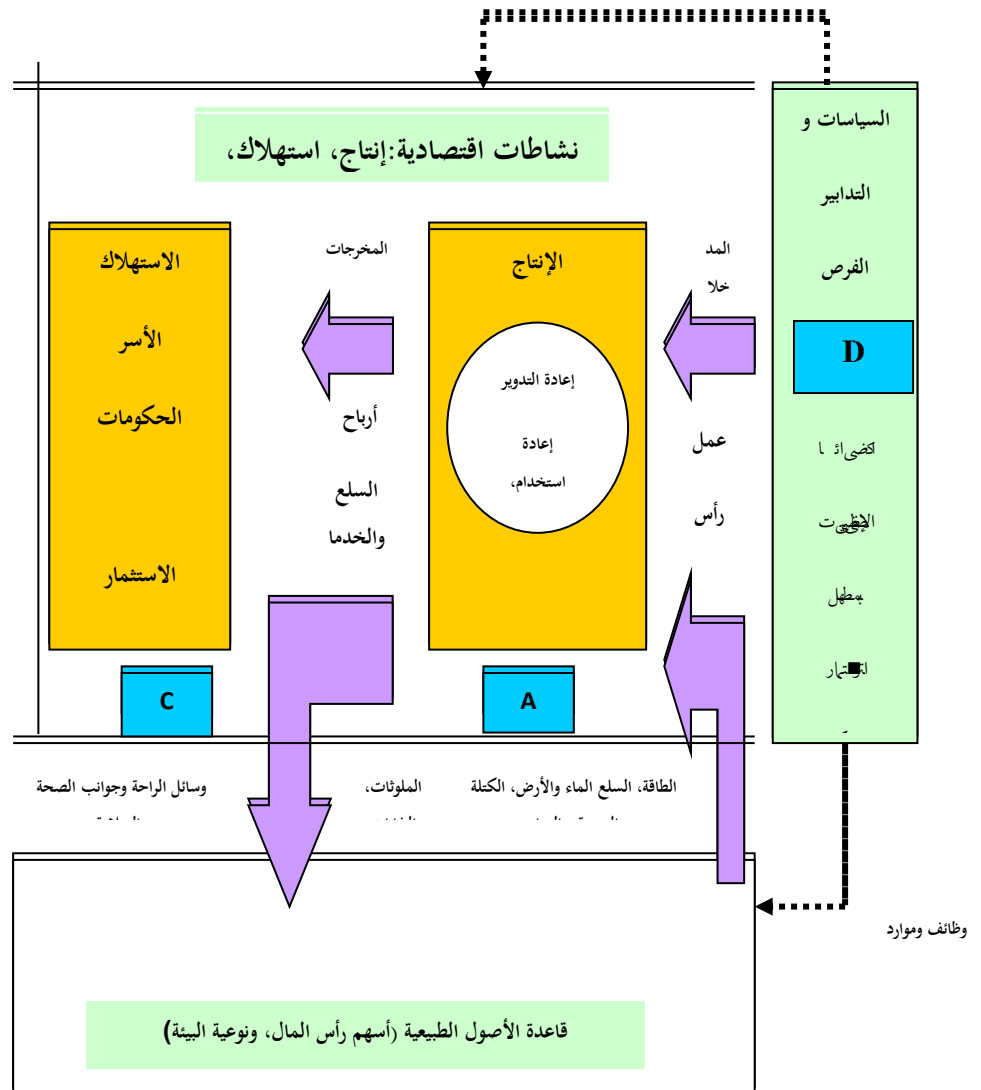 السياسات و
التدابير
الفرص
D
نشاطات اقتصادية:إنتاج، استهلاك،
المد
خلا
عمل
رأس
الإنتاج
إعادة التدوير
إعادة
استخدام،
المخرجات
أرباح
السلع
والخدما
الاستهلاك
الأسر
الحكومات
الاستثمار
A
C
الطاقة، السلع الماء والأرض، الكتلة
الملوثات،
وسائل الراحة وجوانب الصحة
وظائف وموارد
قاعدة الأصول الطبيعية (أسهم رأس المال، ونوعية البيئة)